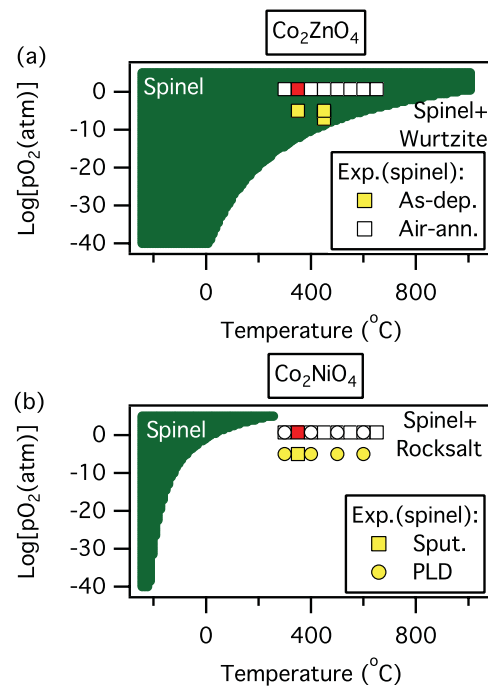 Co₂ZnO₄
(a)
Spinel
0
-10
-20
-30
-40
Log[pO₂(atm)]
Spinel+
Wurtzite
Exp.(spinel):
As-dep.
Air-ann.
0 400 800
Temperature (°C)
Co₂NiO₄
(b)
Spinel
0
-10
-20
-30
-40
Log[pO₂(atm)]
Spinel+
Rocksalt
Exp.(spinel):
Sput.
PLD
0 400 800
Temperature (°C)